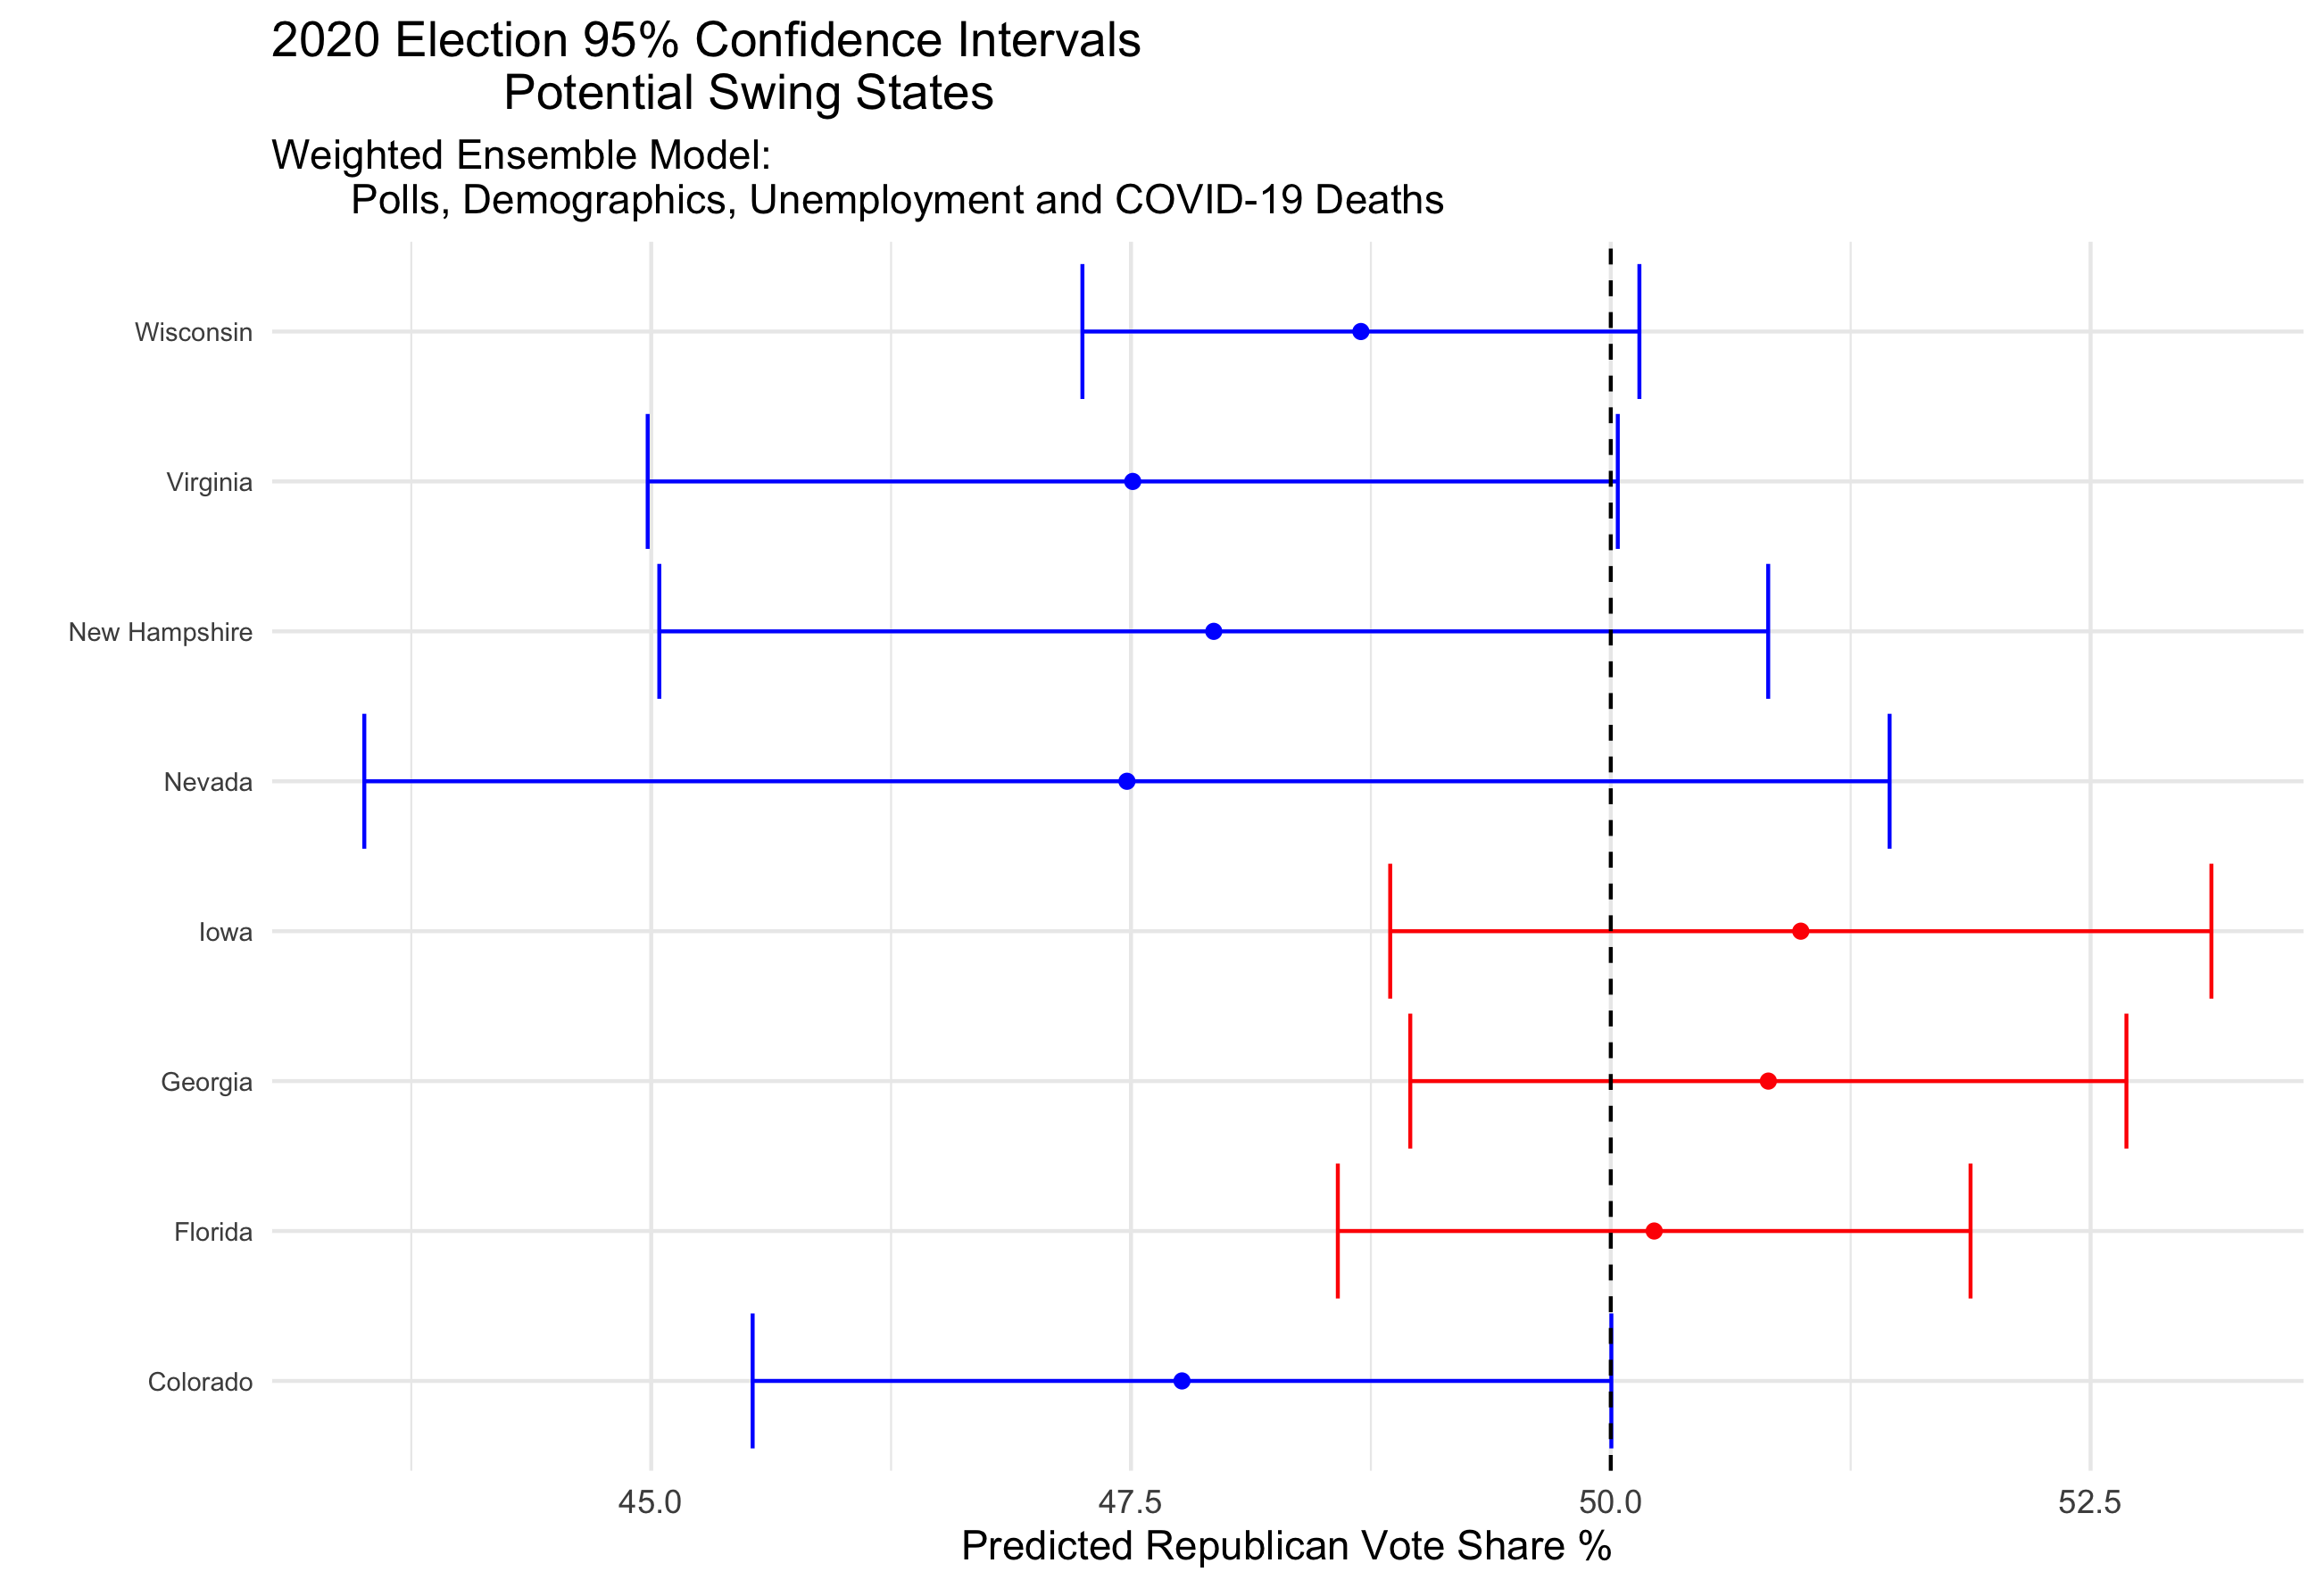 2020 Election 95% Confidence Intervals
Potential Swing States
Weighted Ensemble Model:
Polls, Demographics, Unemployment and COVID-19 Deaths
Wisconsin
Virginia
New Hampshire
Nevada
Iowa
Georgia
Florida
Colorado
45.0 47.5 50.0 52.5
Predicted Republican Vote Share %